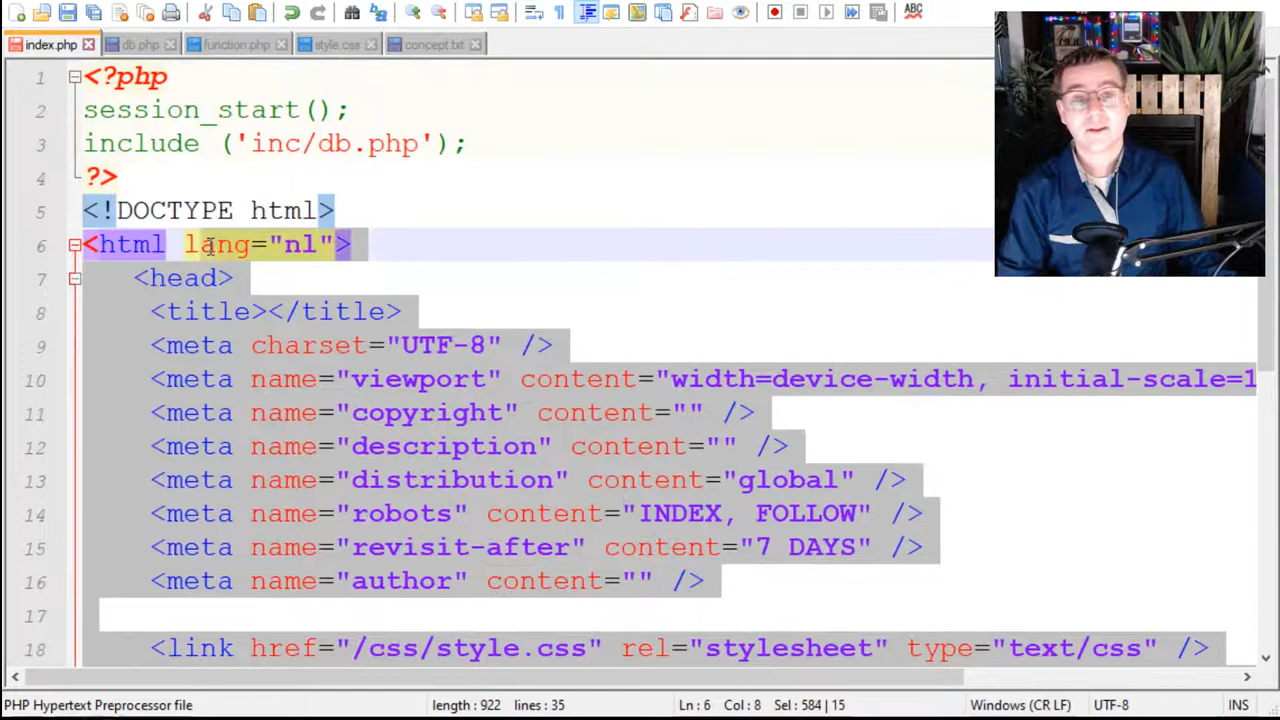 ABC
index.php
db.php
function.php
style.css
concept.txt
1 <?php
2 session_start();
3 include ('inc/db.php');
4 ?>
5 <!DOCTYPE html>
6 <html lang="nl">
7 <head>
8 <title></title>
9 <meta charset="UTF-8" />
10 <meta name="viewport" content="width=device-width, initial-scale=1
11 <meta name="copyright" content="" />
12 <meta name="description" content="" />
13 <meta name="distribution" content="global" />
14 <meta name="robots" content="INDEX, FOLLOW" />
15 <meta name="revisit-after" content="7 DAYS" />
16 <meta name="author" content="" />
17
18 <link href="/css/style.css" rel="stylesheet" type="text/css" />
PHP Hypertext Preprocessor file length : 922 lines : 35 Ln : 6 Col : 8 Sel : 584 | 15 Windows (CR LF) UTF-8 INS